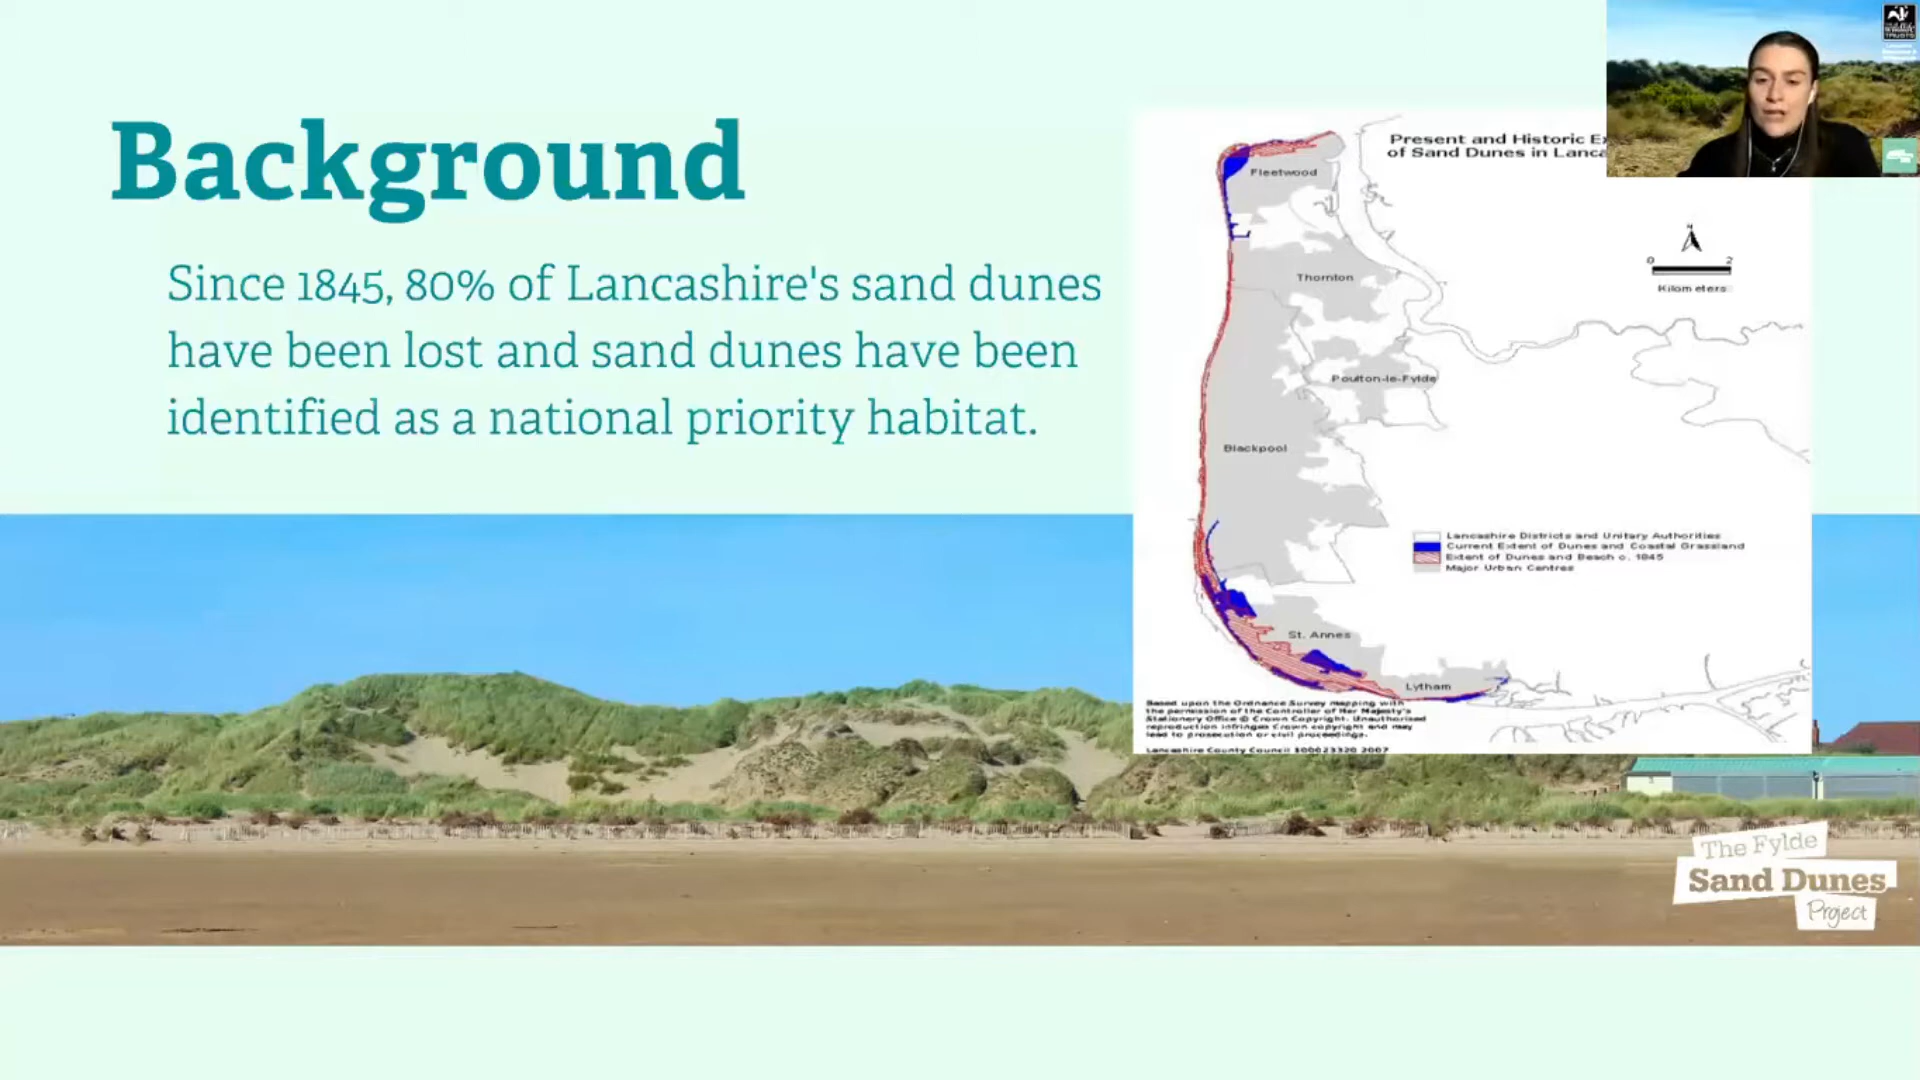 Background
Since 1845, 80% of Lancashire's sand dunes
have been lost and sand dunes have been
identified as a national priority habitat.
Present and Historic Ex
of Sand Dunes in Lanca
Fleetwood
N
0 2
Kilometers
Thornton
Poulton-le-Fylde
Blackpool
Lancashire Districts and Unitary Authorities
Current Extent of Dunes and Coastal Grassland
Extent of Dunes and Beach c. 1845
Major Urban Centres
St. Annes
Lytham
Based upon the Ordnance Survey mapping with
the permission of the Controller of Her Majesty's
Stationery Office © Crown Copyright. Unauthorised
reproduction infringes Crown copyright and may
lead to prosecution or civil proceedings.
Lancashire County Council 100023320 2007
The Fylde
Sand Dunes
Project